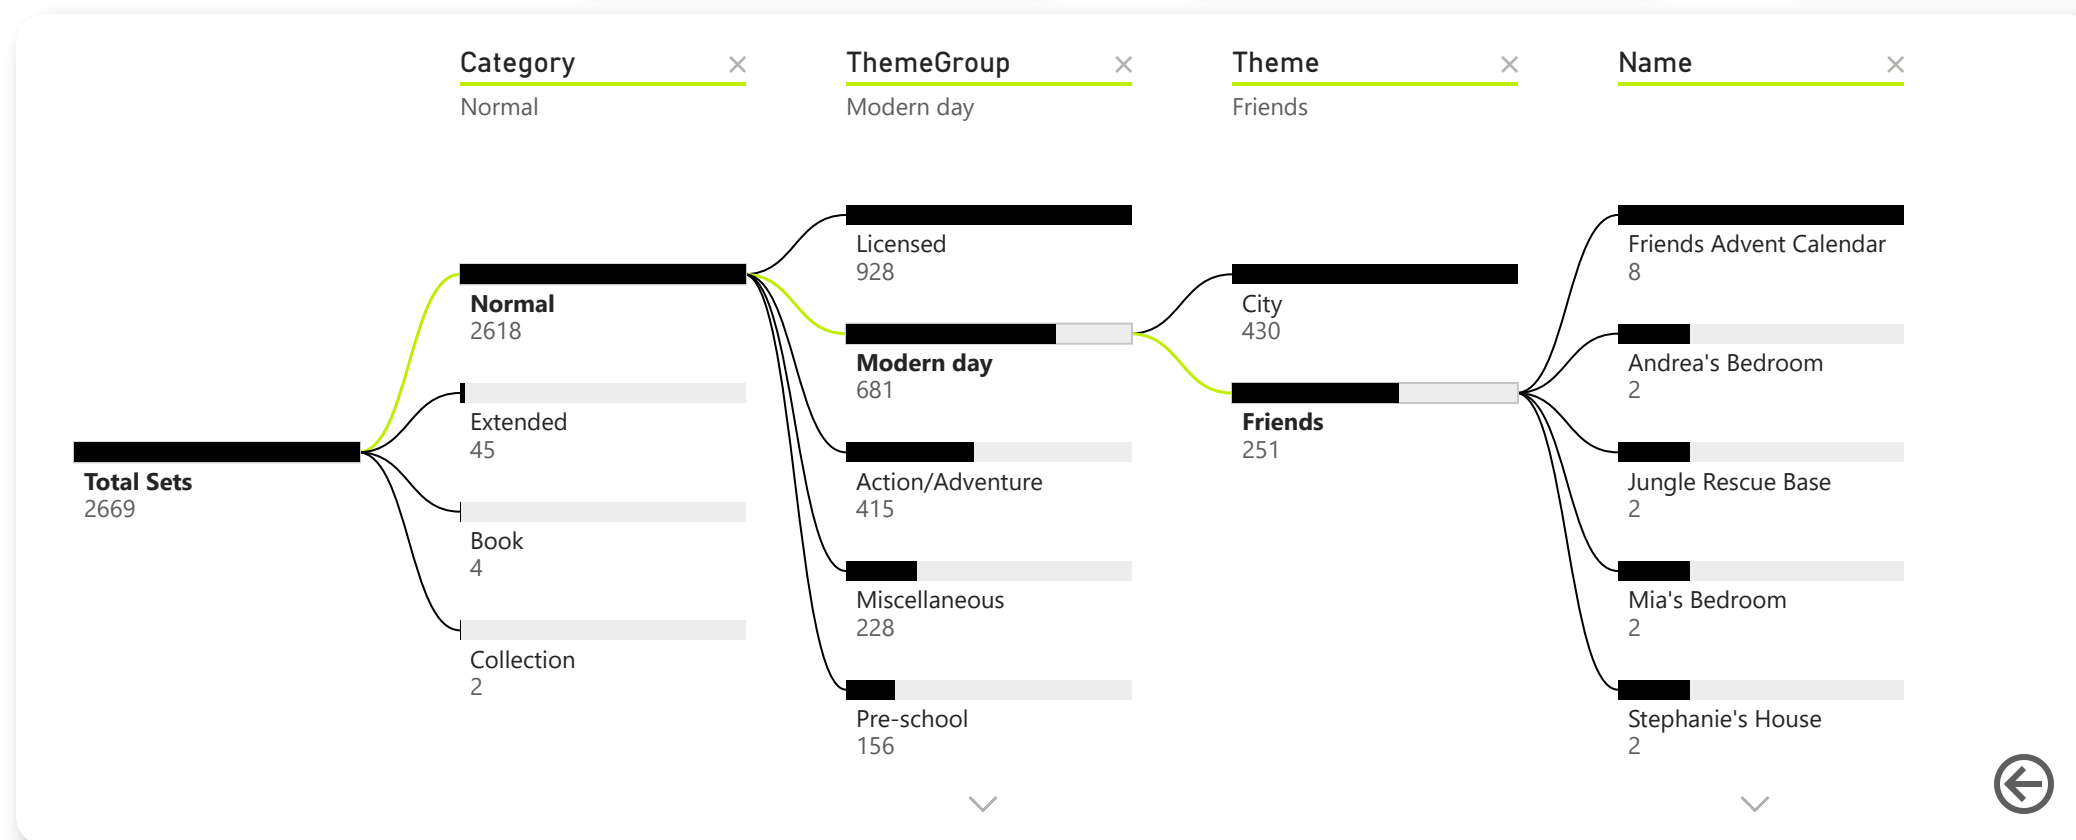 Category
Normal
ThemeGroup
Modern day
Theme
Friends
Name
Total Sets
2669
Normal
2618
Extended
45
Book
4
Collection
2
Licensed
928
Modern day
681
Action/Adventure
415
Miscellaneous
228
Pre-school
156
City
430
Friends
251
Friends Advent Calendar
8
Andrea's Bedroom
2
Jungle Rescue Base
2
Mia's Bedroom
2
Stephanie's House
2